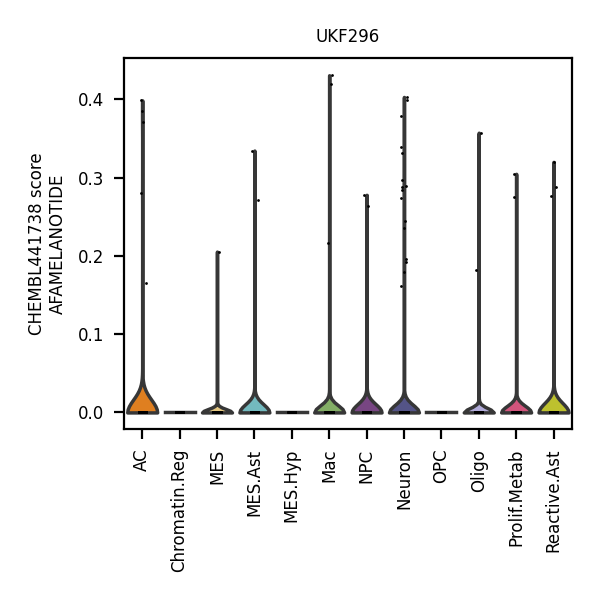 UKF296
CHEMBL441738 score
AFAMELANOTIDE
0.4
0.3
0.2
0.1
0.0
AC
Chromatin.Reg
MES
MES.Ast
MES.Hyp
Mac
NPC
Neuron
OPC
Oligo
Prolif.Metab
Reactive.Ast